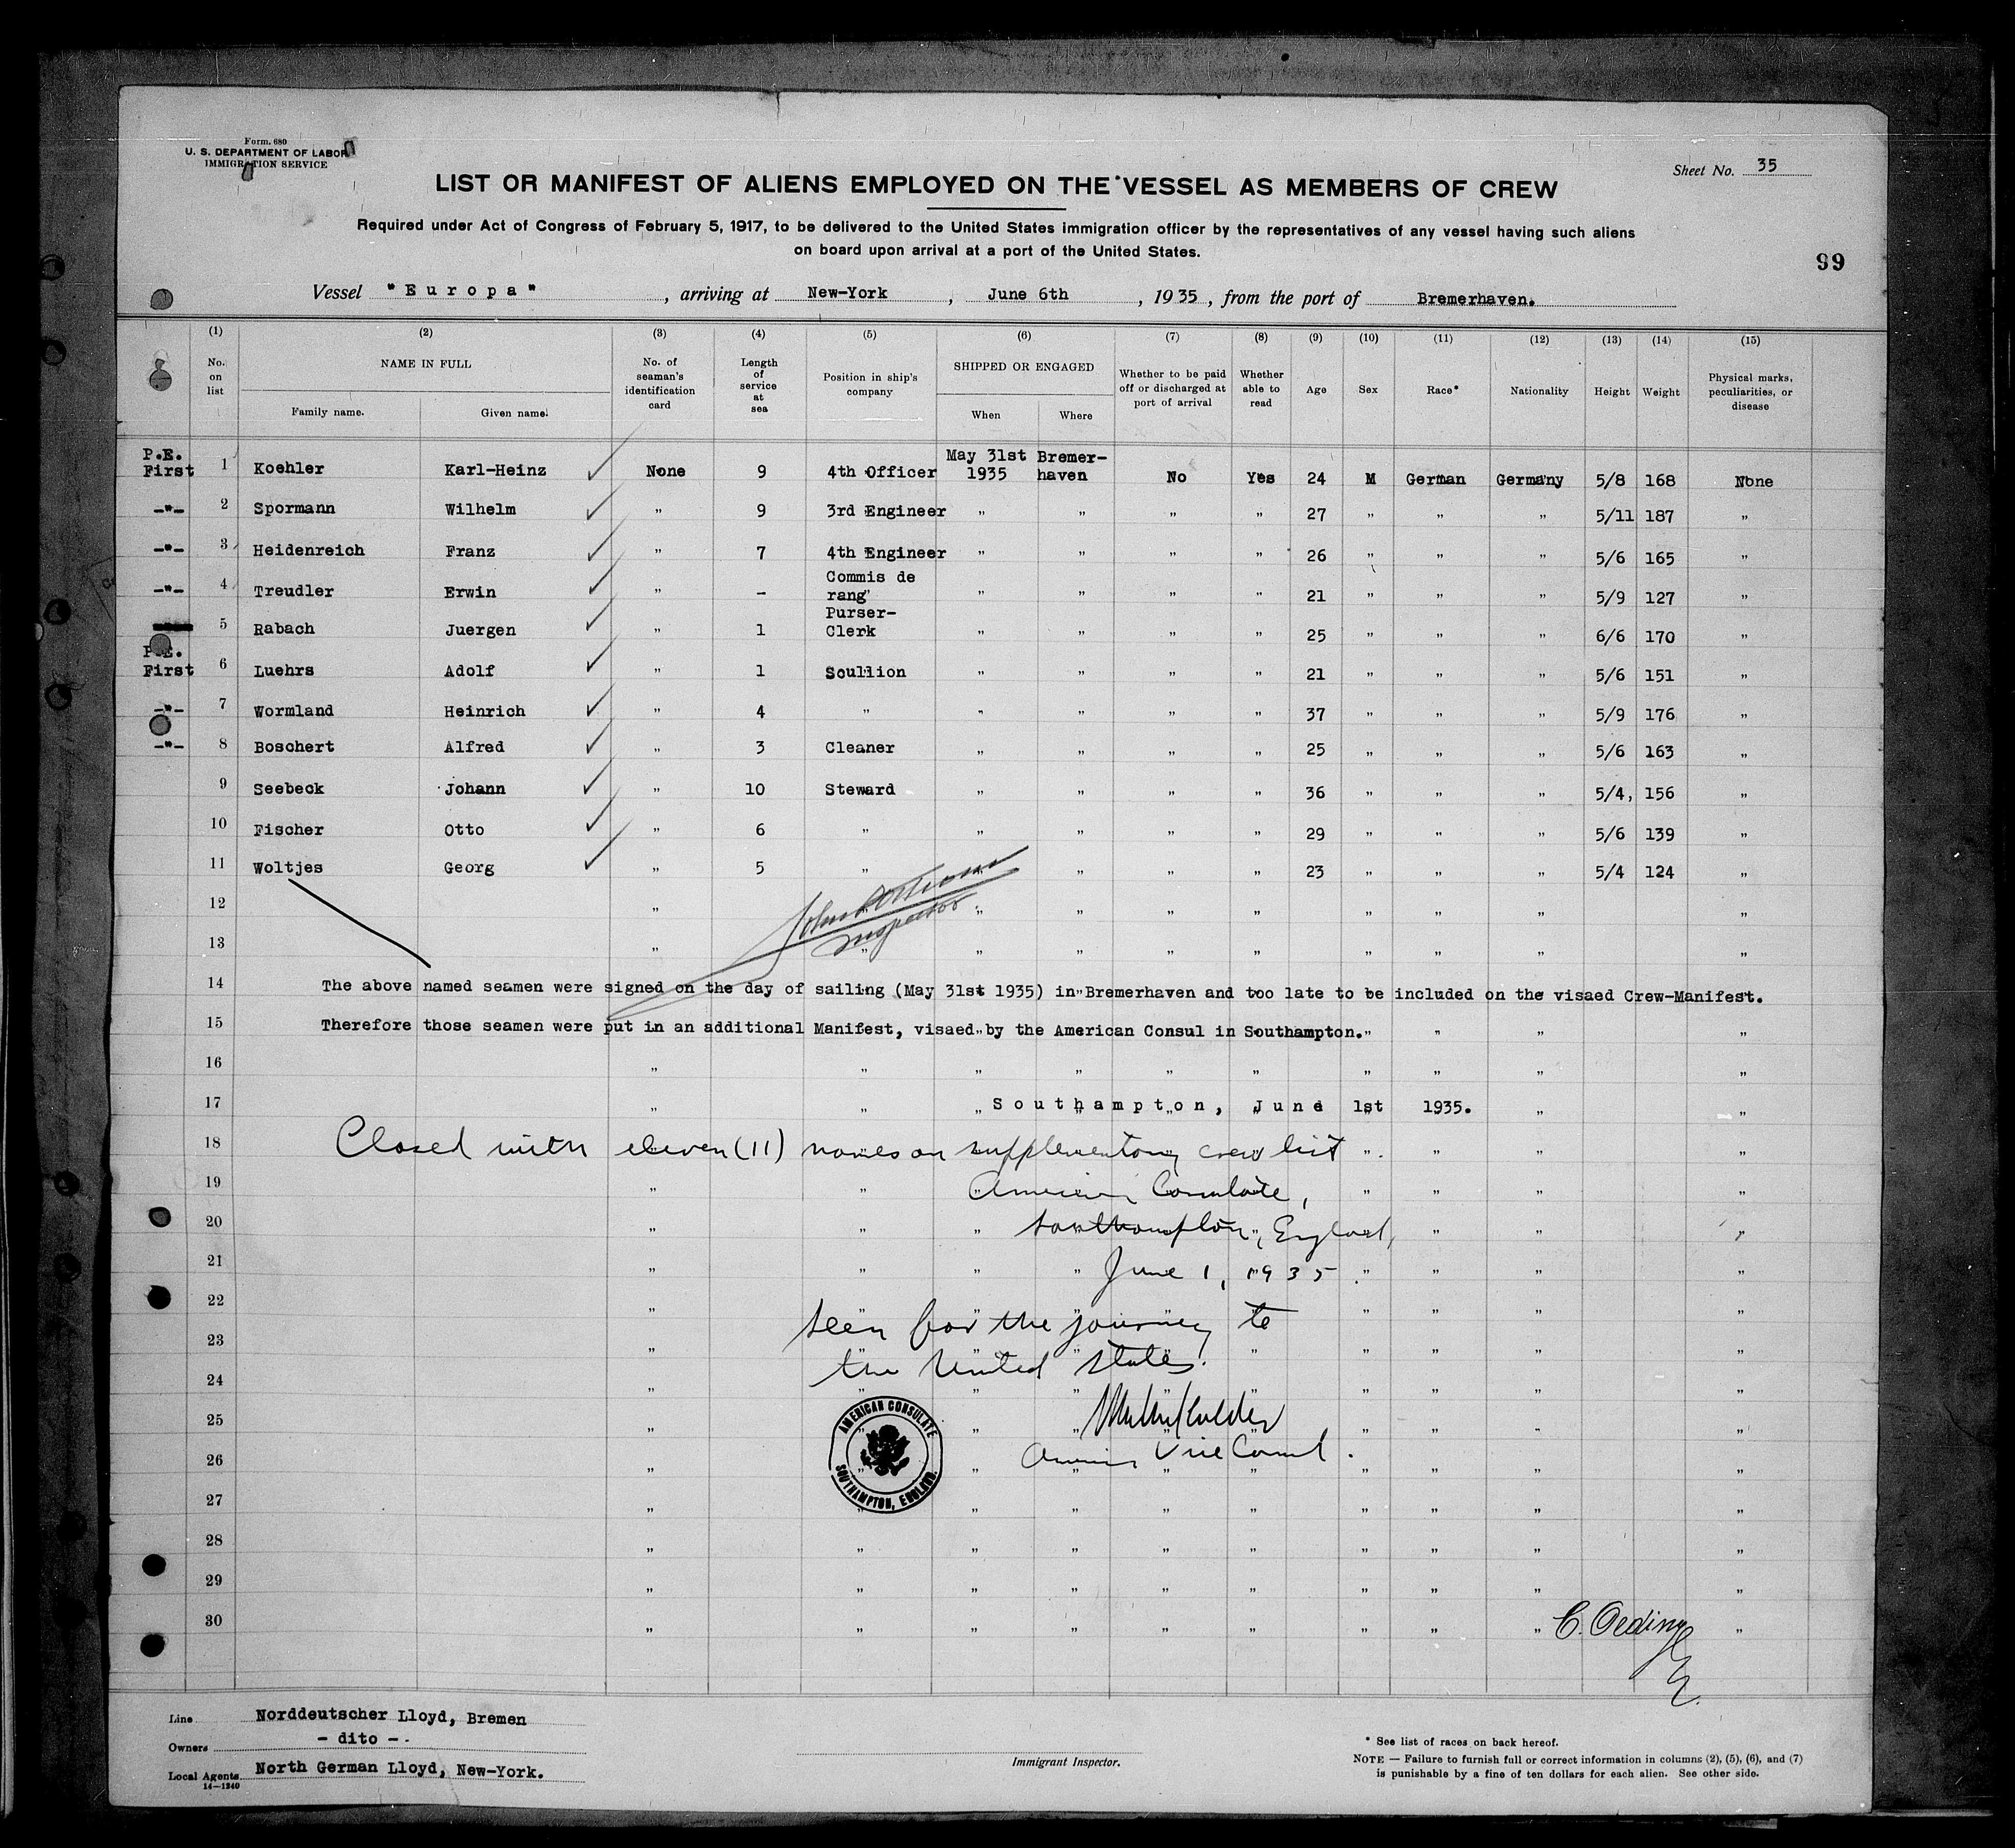 Form. 680
U. S. DEPARTMENT OF LABOR
IMMIGRATION SERVICE
Sheet No. 35
LIST OR MANIFEST OF ALIENS EMPLOYED ON THE VESSEL AS MEMBERS OF CREW
Required under Act of Congress of February 5, 1917, to be delivered to the United States immigration officer by the representatives of any vessel having such aliens
on board upon arrival at a port of the United States.
99
Vessel "Europa", arriving at New-York, June 6th, 1935, from the port of Bremerhaven.
(1) (2) (3) (4) (5) (6) (7) (8) (9) (10) (11) (12) (13) (14) (15)
No. on list NAME IN FULL Family name. Given name. No. of seaman's identification card Length of service at sea Position in ship's company SHIPPED OR ENGAGED When Where Whether to be paid off or discharged at port of arrival Whether able to read Age Sex Race* Nationality Height Weight Physical marks, peculiarities, or disease
P.E. First 1 Koehler Karl-Heinz ✓ None 9 4th Officer May 31st 1935 Bremer-haven No Yes 24 M German Germany 5/8 168 None
-"- 2 Spormann Wilhelm ✓ " 9 3rd Engineer " " " " 27 " " " 5/11 187 "
-"- 3 Heidenreich Franz ✓ " 7 4th Engineer " " " " 26 " " " 5/6 165 "
-"- 4 Treudler Erwin ✓ " - Commis de rang " " " " 21 " " " 5/9 127 "
5 Rabach Juergen ✓ " 1 Purser-Clerk " " " " 25 " " " 6/6 170 "
P.E. First 6 Luehrs Adolf ✓ " 1 Scullion " " " " 21 " " " 5/6 151 "
-"- 7 Wormland Heinrich ✓ " 4 " " " " " 37 " " " 5/9 176 "
-"- 8 Boschert Alfred ✓ " 3 Cleaner " " " " 25 " " " 5/6 163 "
9 Seebeck Johann ✓ " 10 Steward " " " " 36 " " " 5/4, 156 "
10 Fischer Otto ✓ " 6 " " " " " 29 " " " 5/6 139 "
11 Woltjes Georg ✓ " 5 " " " " 23 " " " 5/4 124 "
12 " " " " " " " " "
Inspector
13 " " " " " " " " " "
14 The above named seamen were signed on the day of sailing (May 31st 1935) in Bremerhaven and too late to be included on the visaed Crew-Manifest.
15 Therefore those seamen were put in an additional Manifest, visaed by the American Consul in Southampton.
16 " " " " " " " " " "
17 Southampton, June 1st 1935.
18 Closed with eleven (11) names on supplementary crew list.
19 American Consulate,
20 Southampton, England,
21 June 1, 1935.
22
Seen for the journey to
23
the United States.
24
25
26 American Vice Consul.
AMERICAN CONSULATE
SOUTHAMPTON, ENGLAND.
27 " " " " " " " " " "
28 " " " " " " " " " "
29 " " " " " " " " " "
30 " " " " " " " " " "
C. Oeding
Line Norddeutscher Lloyd, Bremen
Owners - dito -
Local Agents North German Lloyd, New-York.
14-1240
Immigrant Inspector.
* See list of races on back hereof.
NOTE — Failure to furnish full or correct information in columns (2), (5), (6), and (7)
is punishable by a fine of ten dollars for each alien. See other side.